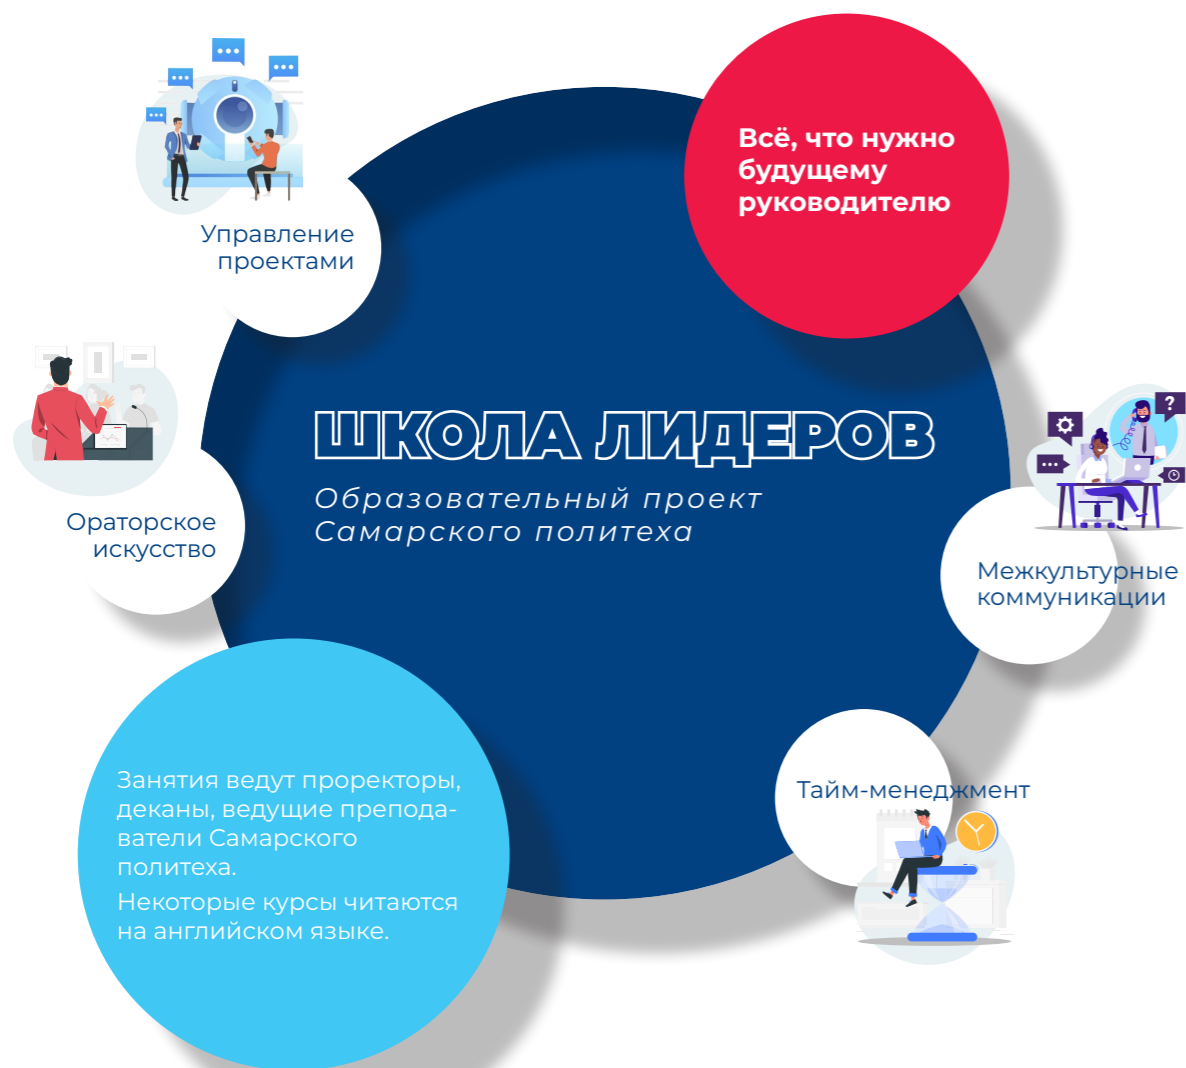 Всё, что нужно
будущему
руководителю
Управление
проектами
ШКОЛА ЛИДЕРОВ
Образовательный проект
Самарского политеха
Ораторское
искусство
Межкультурные
коммуникации
Тайм-менеджмент
Занятия ведут проректоры,
деканы, ведущие препода-
ватели Самарского
политеха.
Некоторые курсы читаются
на английском языке.
?